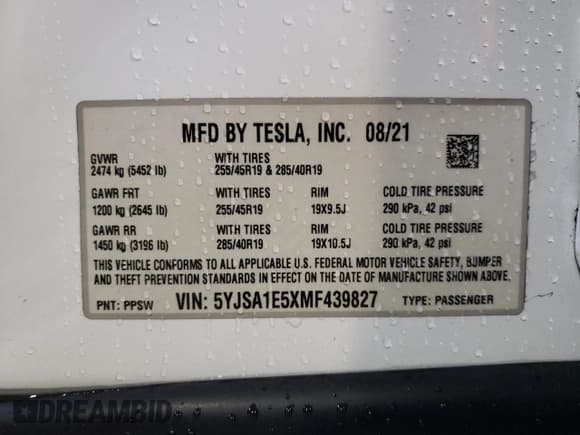 MFD BY TESLA, INC. 08/21
GVWR WITH TIRES
2474 kg (5452 lb) 255/45R19 & 285/40R19
GAWR FRT WITH TIRES RIM COLD TIRE PRESSURE
1200 kg (2645 lb) 255/45R19 19X9.5J 290 kPa, 42 psi
GAWR RR WITH TIRES RIM COLD TIRE PRESSURE
1450 kg (3196 lb) 285/40R19 19X10.5J 290 kPa, 42 psi
THIS VEHICLE CONFORMS TO ALL APPLICABLE U.S. FEDERAL MOTOR VEHICLE SAFETY, BUMPER
AND THEFT PREVENTION STANDARDS IN EFFECT ON THE DATE OF MANUFACTURE SHOWN ABOVE.
PNT: PPSW VIN: 5YJSA1E5XMF439827 TYPE: PASSENGER
DREAMBID